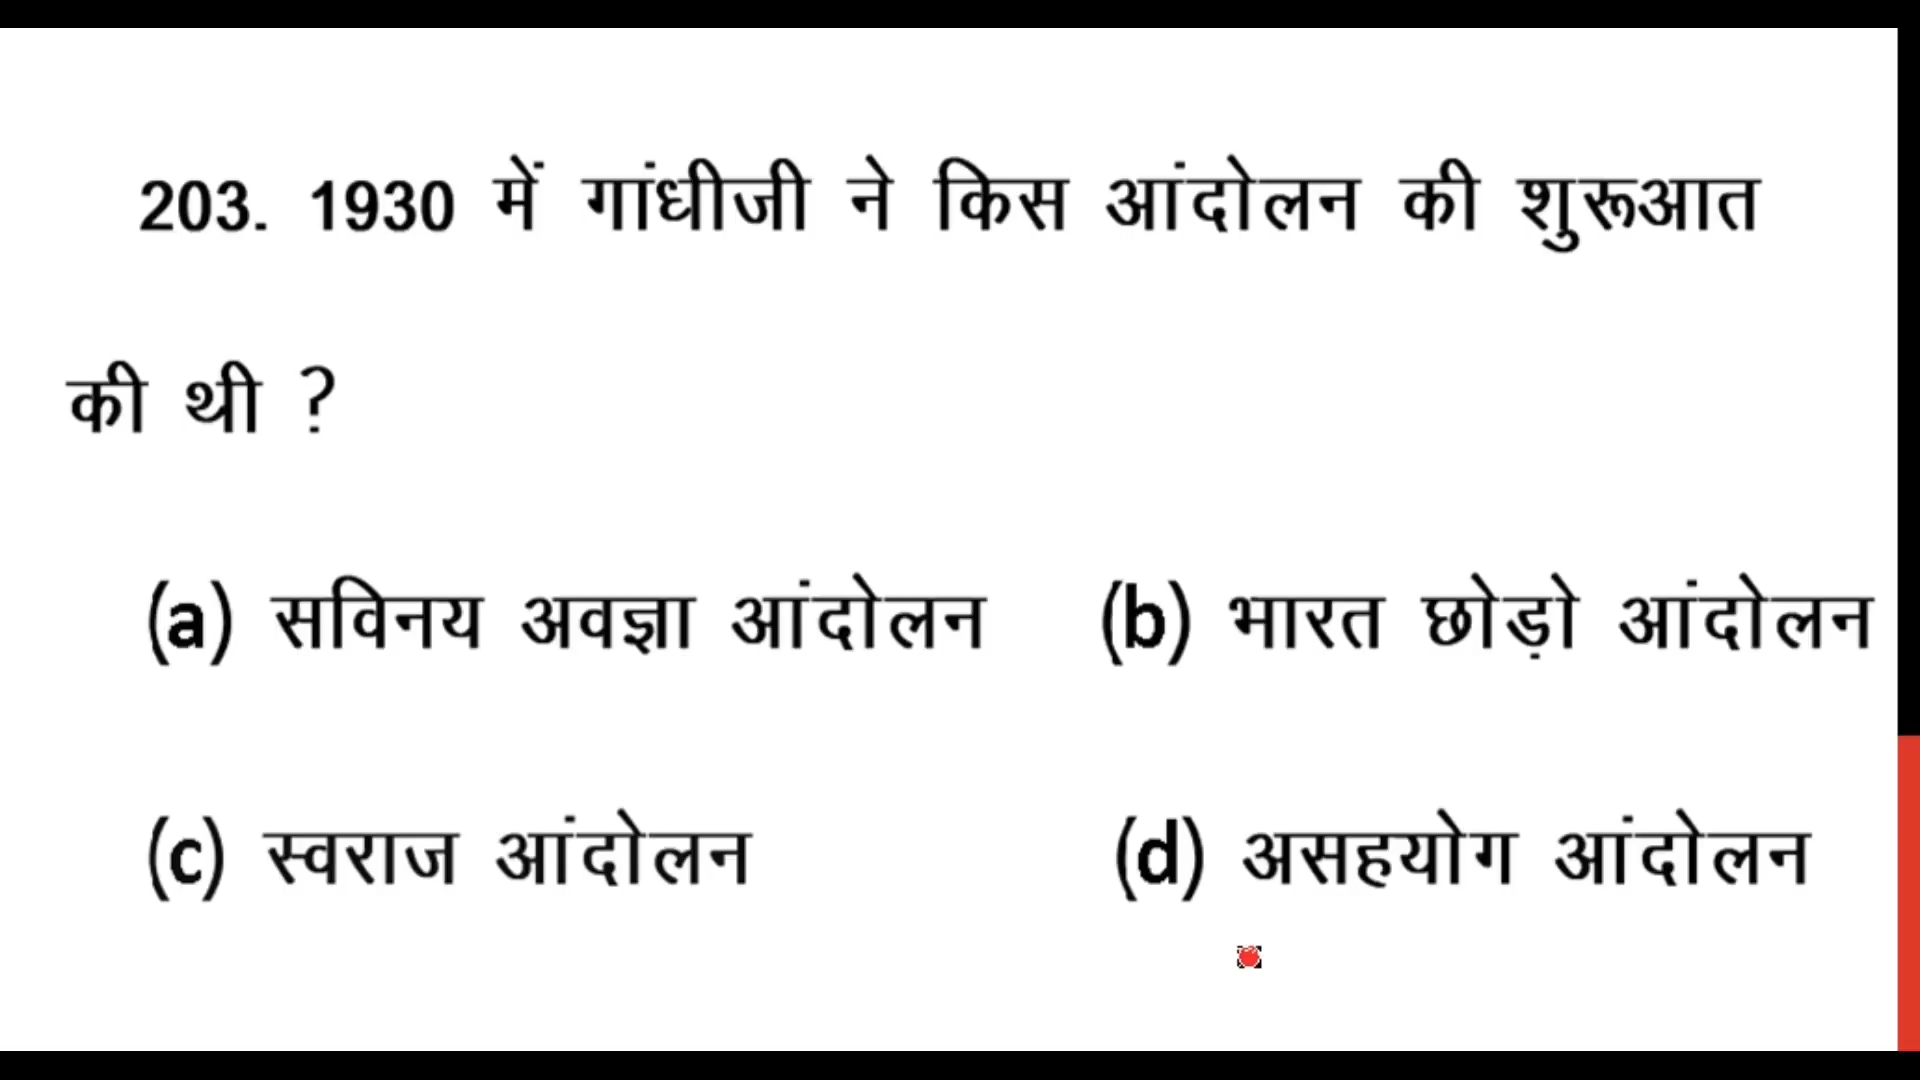 203. 1930 में गांधीजी ने किस आंदोलन की शुरूआत
की थी ?
(a) सविनय अवज्ञा आंदोलन (b) भारत छोड़ो आंदोलन
(c) स्वराज आंदोलन (d) असहयोग आंदोलन